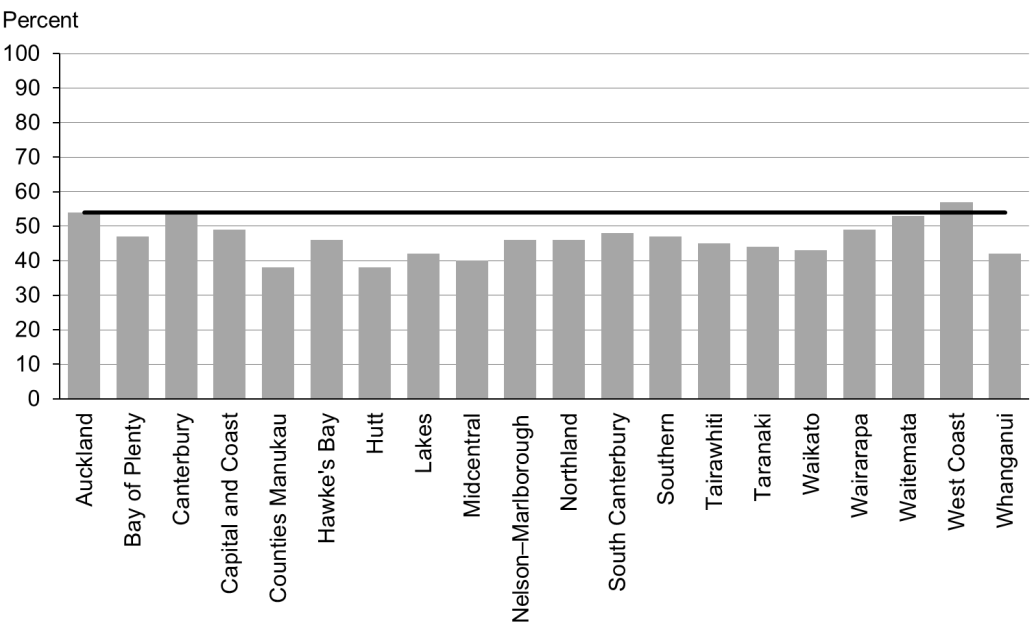 Percent
100
90
80
70
60
50
40
30
20
10
0
Auckland
Bay of Plenty
Canterbury
Capital and Coast
Counties Manukau
Hawke's Bay
Hutt
Lakes
Midcentral
Nelson–Marlborough
Northland
South Canterbury
Southern
Tairawhiti
Taranaki
Waikato
Wairarapa
Waitemata
West Coast
Whanganui